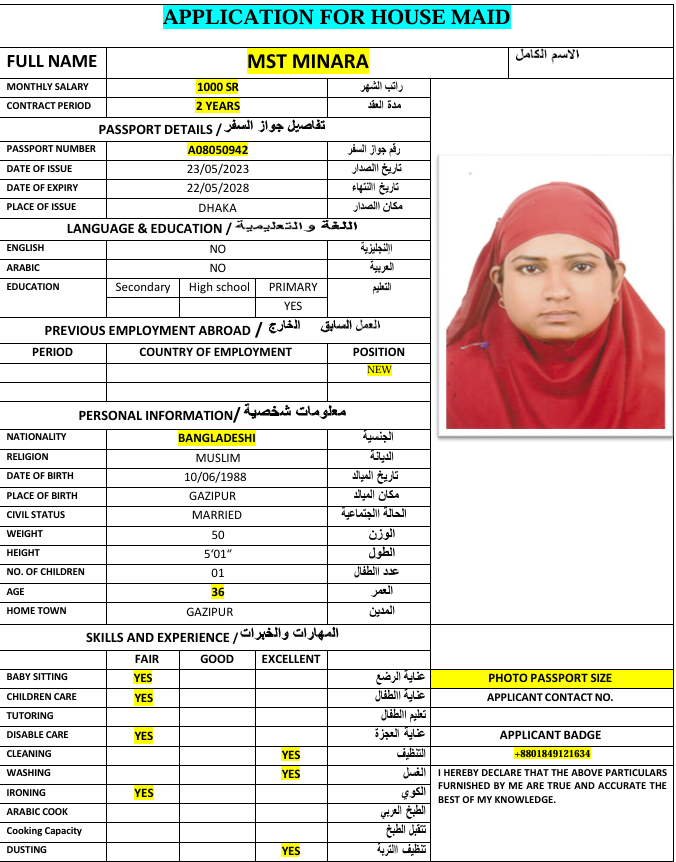 APPLICATION FOR HOUSE MAID
FULL NAME MST MINARA الاسم الكامل
MONTHLY SALARY 1000 SR راتب الشهر
CONTRACT PERIOD 2 YEARS مدة العقد
PASSPORT DETAILS / تفاصيل جواز السفر
PASSPORT NUMBER A08050942 رقم جواز السفر
DATE OF ISSUE 23/05/2023 تاريخ االصدار
DATE OF EXPIRY 22/05/2028 تاريخ االنتهاء
PLACE OF ISSUE DHAKA مكان االصدار
LANGUAGE & EDUCATION / اللغة والتعليمية
ENGLISH NO االنجليزية
ARABIC NO العربية
EDUCATION Secondary High school PRIMARY التعليم
YES
PREVIOUS EMPLOYMENT ABROAD / العمل السابق الخارج
PERIOD COUNTRY OF EMPLOYMENT POSITION
NEW
PERSONAL INFORMATION/ معلومات شخصية
NATIONALITY BANGLADESHI الجنسية
RELIGION MUSLIM الديانة
DATE OF BIRTH 10/06/1988 تاريخ الميالد
PLACE OF BIRTH GAZIPUR مكان الميالد
CIVIL STATUS MARRIED الحالة االجتماعية
WEIGHT 50 الوزن
HEIGHT 5’01“ الطول
NO. OF CHILDREN 01 عدد االطفال
AGE 36 العمر
HOME TOWN GAZIPUR المدين
SKILLS AND EXPERIENCE / المهارات والخبرات
FAIR GOOD EXCELLENT
BABY SITTING YES عناية الرضع PHOTO PASSPORT SIZE
CHILDREN CARE YES عناية االطفال APPLICANT CONTACT NO.
TUTORING تعليم االطفال
DISABLE CARE YES عناية العجزة APPLICANT BADGE
CLEANING YES التنظيف +8801849121634
WASHING YES الغسل I HEREBY DECLARE THAT THE ABOVE PARTICULARS
IRONING YES الكوي FURNISHED BY ME ARE TRUE AND ACCURATE THE
ARABIC COOK الطبخ العربي BEST OF MY KNOWLEDGE.
Cooking Capacity تتقبل الطبخ
DUSTING YES تنظيف االتربة